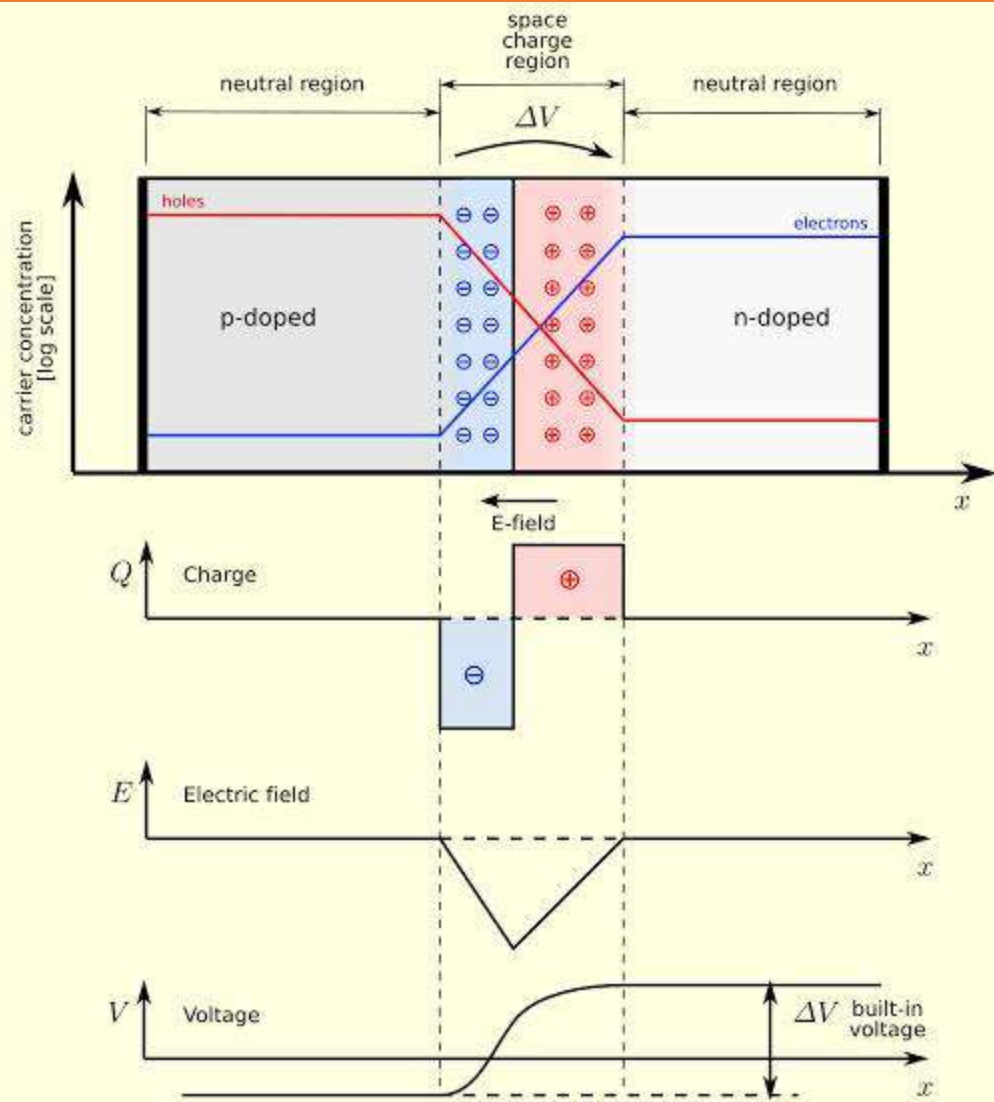 space
charge
region
neutral region
neutral region
ΔV
holes
electrons
carrier concentration
[log scale]
p-doped
n-doped
x
E-field
Q
Charge
x
E
Electric field
x
V
Voltage
ΔV
built-in
voltage
x